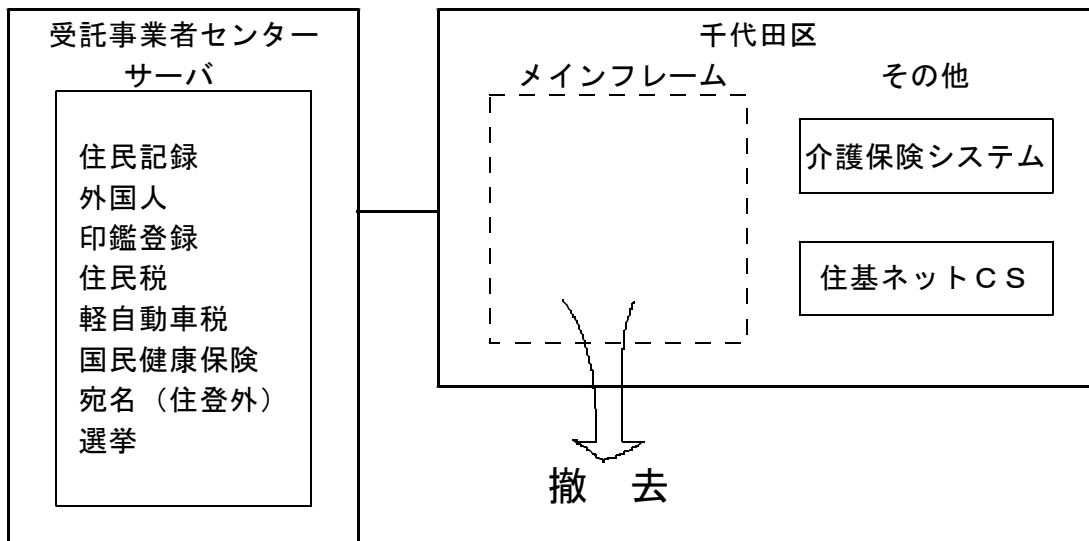 受託事業者センター
サーバ
住民記録
外国人
印鑑登録
住民税
軽自動車税
国民健康保険
宛名（住登外）
選挙
千代田区
メインフレーム
その他
介護保険システム
住基ネットＣＳ
撤　去